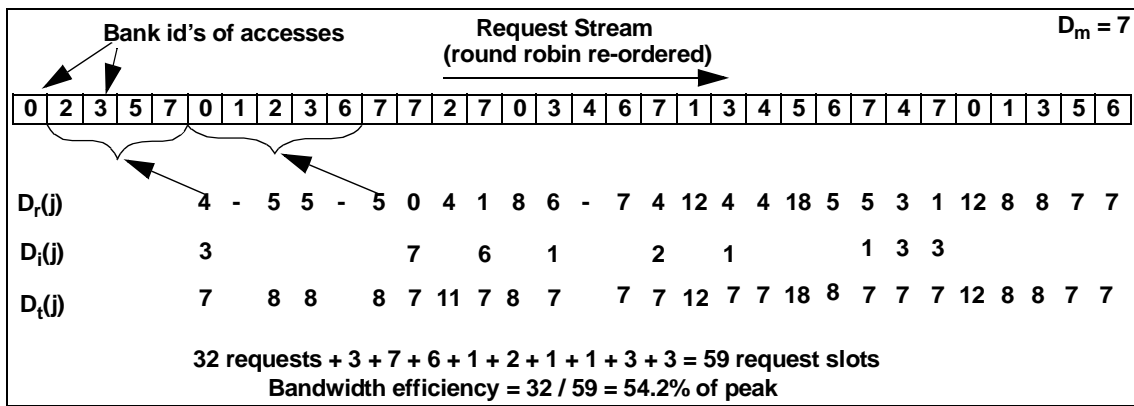 Bank id's of accesses
Request Stream
(round robin re-ordered)
D_m = 7
0 2 3 5 7 0 1 2 3 6 7 7 2 7 0 3 4 6 7 1 3 4 5 6 7 4 7 0 1 3 5 6
D_r(j) 4 - 5 5 - 5 0 4 1 8 6 - 7 4 12 4 4 18 5 5 3 1 12 8 8 7 7
D_i(j) 3 7 6 1 2 1 1 3 3
D_t(j) 7 8 8 8 7 11 7 8 7 7 7 12 7 7 18 8 7 7 7 12 8 8 7 7
32 requests + 3 + 7 + 6 + 1 + 2 + 1 + 1 + 3 + 3 = 59 request slots
Bandwidth efficiency = 32 / 59 = 54.2% of peak